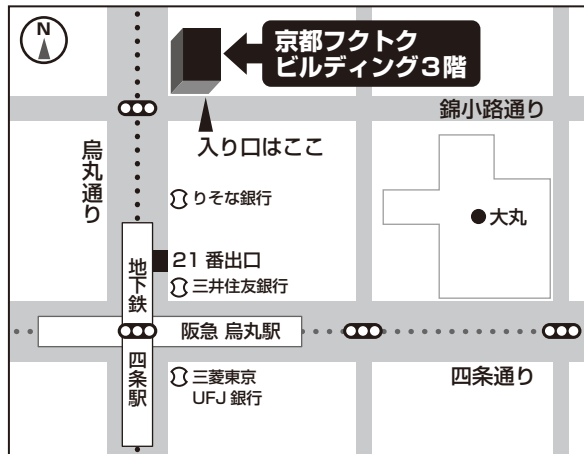 N
京都フクトク
ビルディング3階
錦小路通り
入り口はここ
烏丸通り
りそな銀行
大丸
21番出口
地下鉄
三井住友銀行
阪急 烏丸駅
四条駅
三菱東京
UFJ 銀行
四条通り